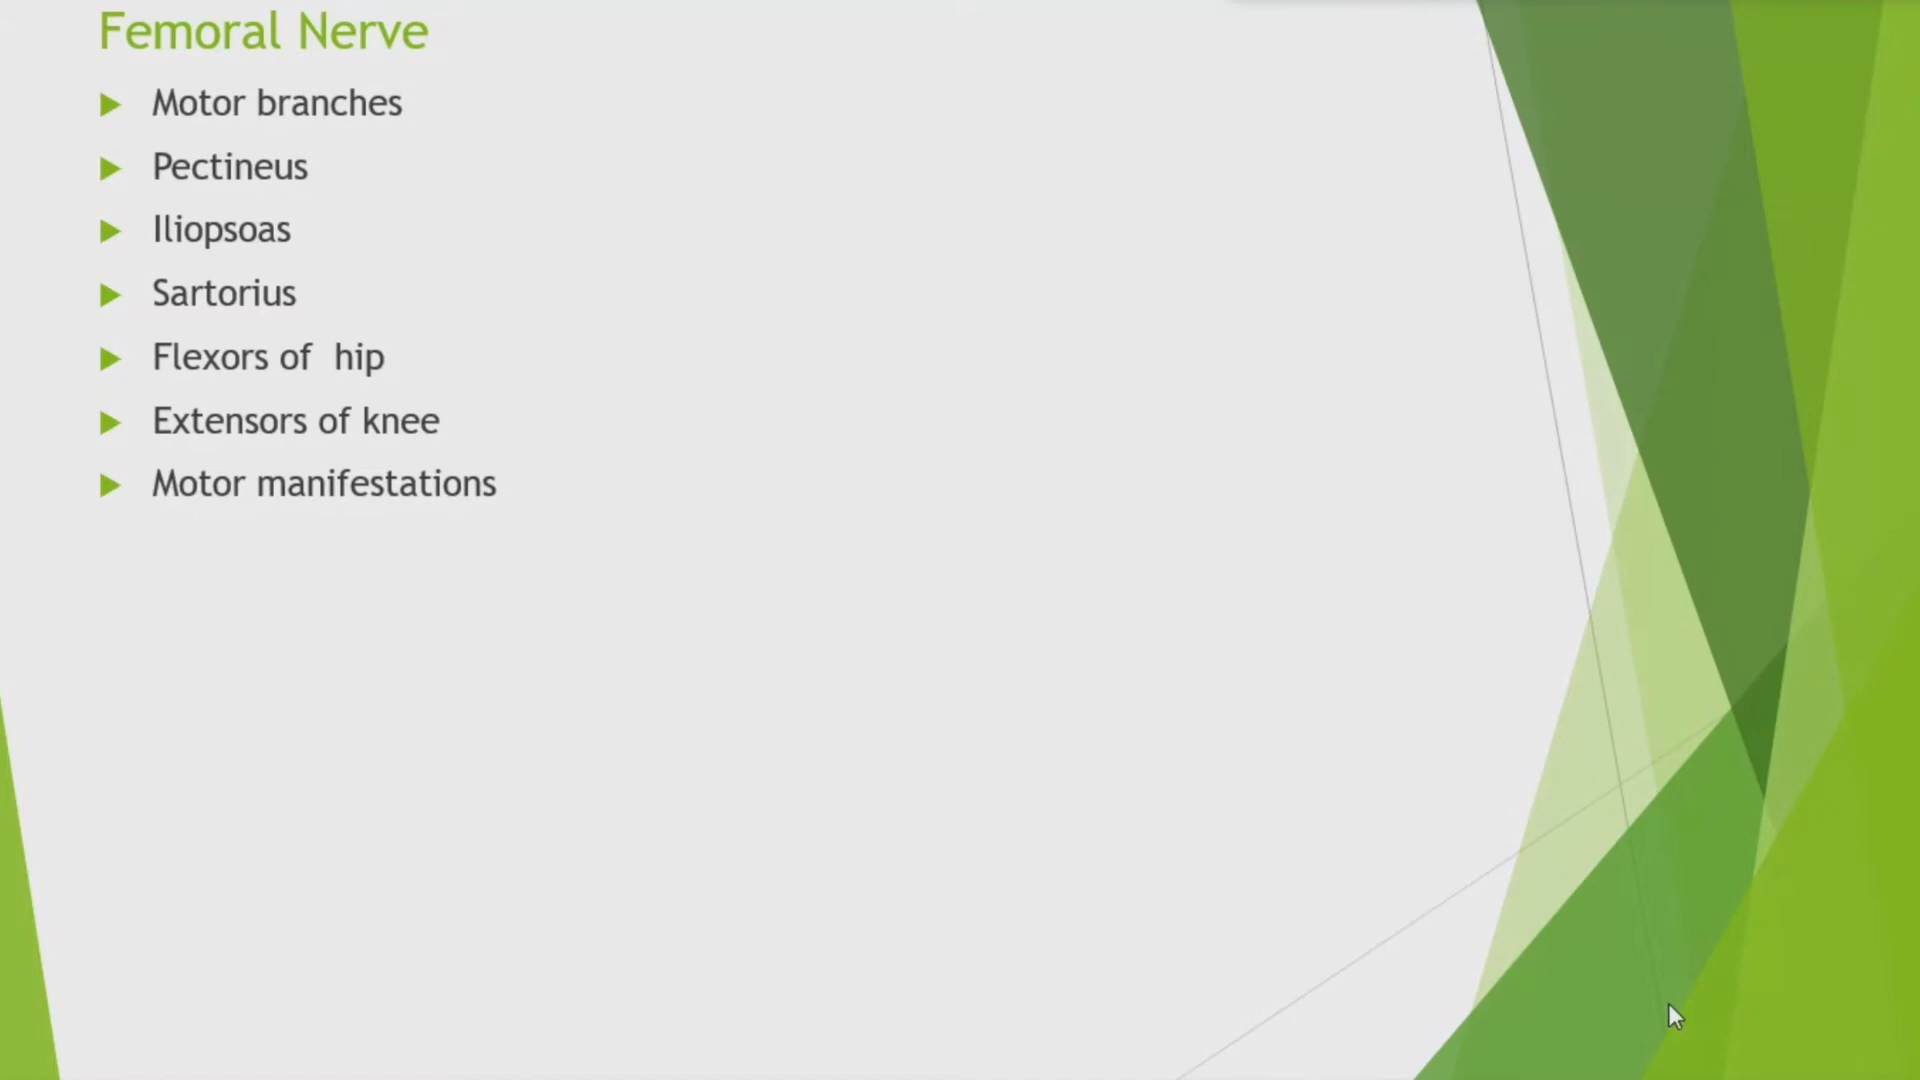 Femoral Nerve
Motor branches
Pectineus
Iliopsoas
Sartorius
Flexors of  hip
Extensors of knee
Motor manifestations